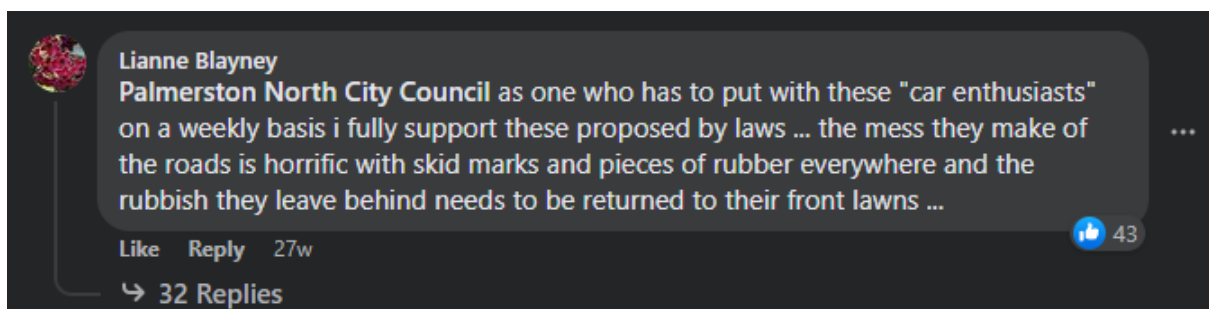 Lianne Blayney
Palmerston North City Council as one who has to put with these "car enthusiasts"
on a weekly basis i fully support these proposed by laws ... the mess they make of
the roads is horrific with skid marks and pieces of rubber everywhere and the
rubbish they leave behind needs to be returned to their front lawns ...
43
Like Reply 27w
32 Replies